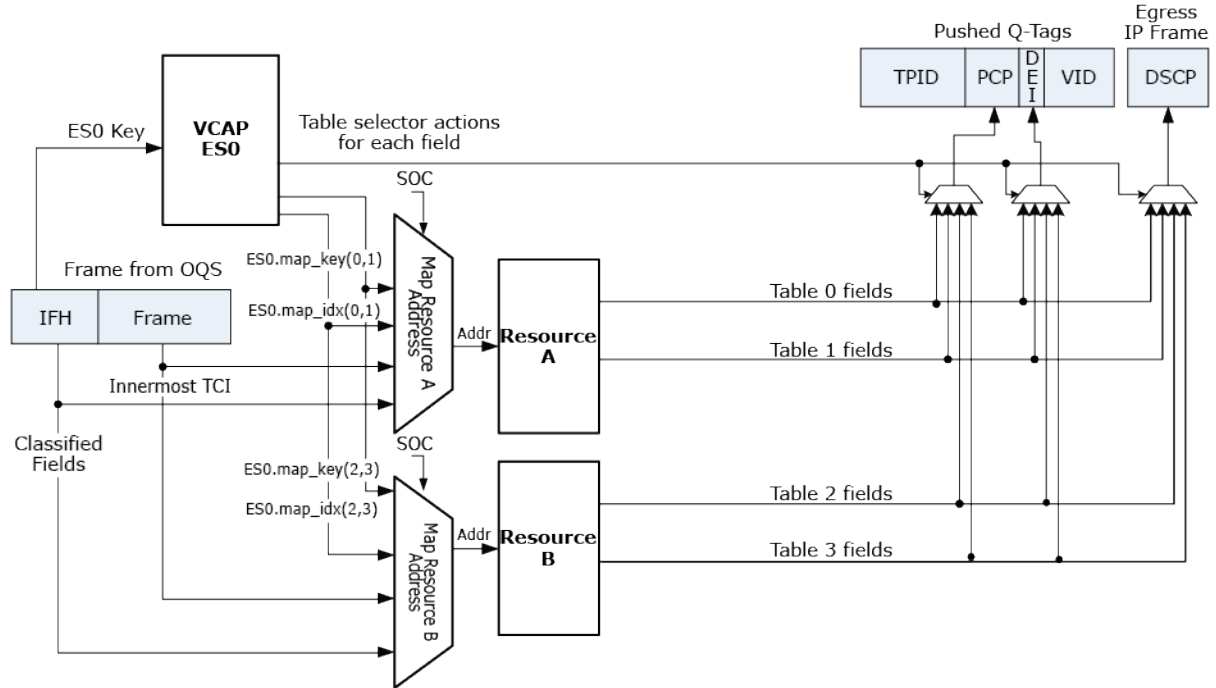 Egress
IP Frame
Pushed Q-Tags
TPID
PCP
DEI
VID
DSCP
VCAP
ES0
ES0 Key
Table selector actions
for each field
SOC
Frame from OQS
IFH
Frame
ES0.map_key(0,1)
ES0.map_idx(0,1)
Map Resource A
Address
Addr
Resource
A
Table 0 fields
Table 1 fields
Innermost TCI
Classified
Fields
SOC
ES0.map_key(2,3)
ES0.map_idx(2,3)
Map Resource B
Address
Addr
Resource
B
Table 2 fields
Table 3 fields